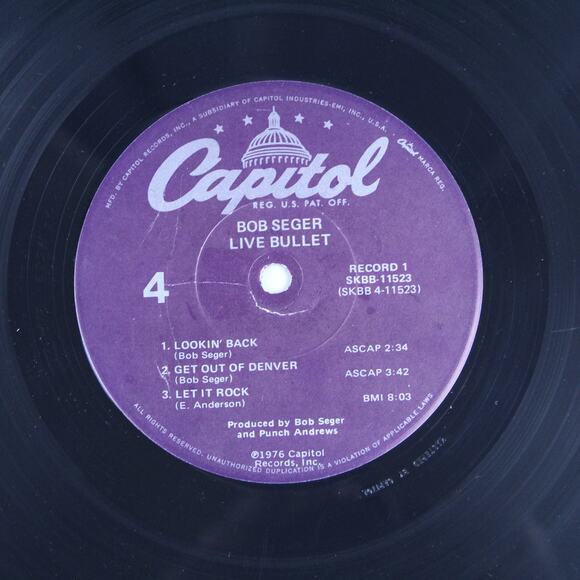 MFD. BY CAPITOL RECORDS, INC., A SUBSIDIARY OF CAPITOL INDUSTRIES-EMI, INC., U.S.A. Capitol MARCA REG.
Capitol
REG. U.S. PAT. OFF.
BOB SEGER
LIVE BULLET
4
RECORD 1
SKBB-11523
(SKBB 4-11523)
1. LOOKIN' BACK
(Bob Seger) ASCAP 2:34
2. GET OUT OF DENVER
(Bob Seger) ASCAP 3:42
3. LET IT ROCK
(E. Anderson) BMI 8:03
Produced by Bob Seger
and Punch Andrews
℗1976 Capitol
Records, Inc.
ALL RIGHTS RESERVED. UNAUTHORIZED DUPLICATION IS A VIOLATION OF APPLICABLE LAWS
MASTERED BY CAPITOL